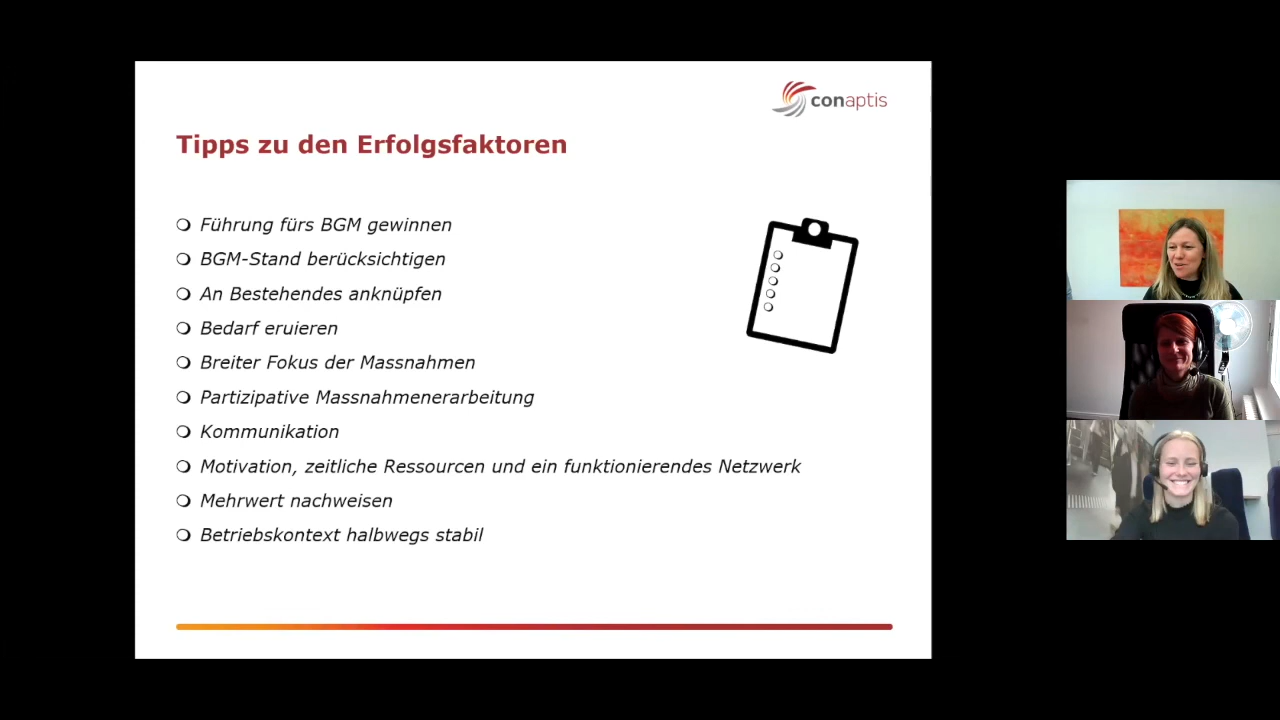 conaptis
Tipps zu den Erfolgsfaktoren
Führung fürs BGM gewinnen
BGM-Stand berücksichtigen
An Bestehendes anknüpfen
Bedarf eruieren
Breiter Fokus der Massnahmen
Partizipative Massnahmenerarbeitung
Kommunikation
Motivation, zeitliche Ressourcen und ein funktionierendes Netzwerk
Mehrwert nachweisen
Betriebskontext halbwegs stabil